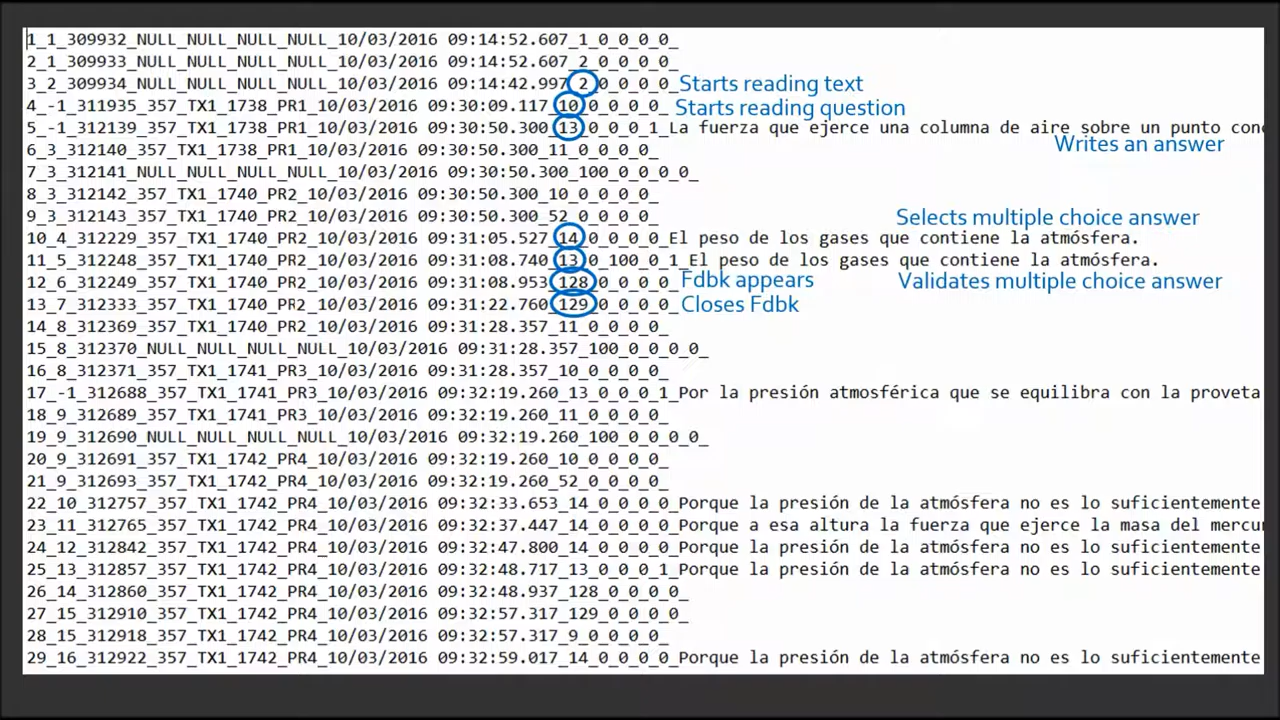 1_1_309932_NULL_NULL_NULL_NULL_10/03/2016 09:14:52.607_1_0_0_0_0_
2_1_309933_NULL_NULL_NULL_NULL_10/03/2016 09:14:52.607_2_0_0_0_0_
3_2_309934_NULL_NULL_NULL_NULL_10/03/2016 09:14:42.997_2_0_0_0_0_ Starts reading text
4_-1_311935_357_TX1_1738_PR1_10/03/2016 09:30:09.117_10_0_0_0_0_ Starts reading question
5_-1_312139_357_TX1_1738_PR1_10/03/2016 09:30:50.300_13_0_0_0_1_La fuerza que ejerce una columna de aire sobre un punto
Writes an answer
6_3_312140_357_TX1_1738_PR1_10/03/2016 09:30:50.300_11_0_0_0_0_
7_3_312141_NULL_NULL_NULL_NULL_10/03/2016 09:30:50.300_100_0_0_0_0_
8_3_312142_357_TX1_1740_PR2_10/03/2016 09:30:50.300_10_0_0_0_0_
9_3_312143_357_TX1_1740_PR2_10/03/2016 09:30:50.300_52_0_0_0_0_
Selects multiple choice answer
10_4_312229_357_TX1_1740_PR2_10/03/2016 09:31:05.527_14_0_0_0_0_El peso de los gases que contiene la atmósfera.
11_5_312248_357_TX1_1740_PR2_10/03/2016 09:31:08.740_13_0_100_0_1_El peso de los gases que contiene la atmósfera.
12_6_312249_357_TX1_1740_PR2_10/03/2016 09:31:08.953_128_0_0_0_0_ Fdbk appears Validates multiple choice answer
13_7_312333_357_TX1_1740_PR2_10/03/2016 09:31:22.760_129_0_0_0_0_ Closes Fdbk
14_8_312369_357_TX1_1740_PR2_10/03/2016 09:31:28.357_11_0_0_0_0_
15_8_312370_NULL_NULL_NULL_NULL_10/03/2016 09:31:28.357_100_0_0_0_0_
16_8_312371_357_TX1_1741_PR3_10/03/2016 09:31:28.357_10_0_0_0_0_
17_-1_312688_357_TX1_1741_PR3_10/03/2016 09:32:19.260_13_0_0_0_1_Por la presión atmosférica que se equilibra con la proveta
18_9_312689_357_TX1_1741_PR3_10/03/2016 09:32:19.260_11_0_0_0_0_
19_9_312690_NULL_NULL_NULL_NULL_10/03/2016 09:32:19.260_100_0_0_0_0_
20_9_312691_357_TX1_1742_PR4_10/03/2016 09:32:19.260_10_0_0_0_0_
21_9_312693_357_TX1_1742_PR4_10/03/2016 09:32:19.260_52_0_0_0_0_
22_10_312757_357_TX1_1742_PR4_10/03/2016 09:32:33.653_14_0_0_0_0_Porque la presión de la atmósfera no es lo suficientemente
23_11_312765_357_TX1_1742_PR4_10/03/2016 09:32:37.447_14_0_0_0_0_Porque a esa altura la fuerza que ejerce la masa del
24_12_312842_357_TX1_1742_PR4_10/03/2016 09:32:47.800_14_0_0_0_0_Porque la presión de la atmósfera no es lo suficientemente
25_13_312857_357_TX1_1742_PR4_10/03/2016 09:32:48.717_13_0_0_0_1_Porque la presión de la atmósfera no es lo suficientemente
26_14_312860_357_TX1_1742_PR4_10/03/2016 09:32:48.937_128_0_0_0_0_
27_15_312910_357_TX1_1742_PR4_10/03/2016 09:32:57.317_129_0_0_0_0_
28_15_312918_357_TX1_1742_PR4_10/03/2016 09:32:57.317_9_0_0_0_0_
29_16_312922_357_TX1_1742_PR4_10/03/2016 09:32:59.017_14_0_0_0_0_Porque la presión de la atmósfera no es lo suficientemente